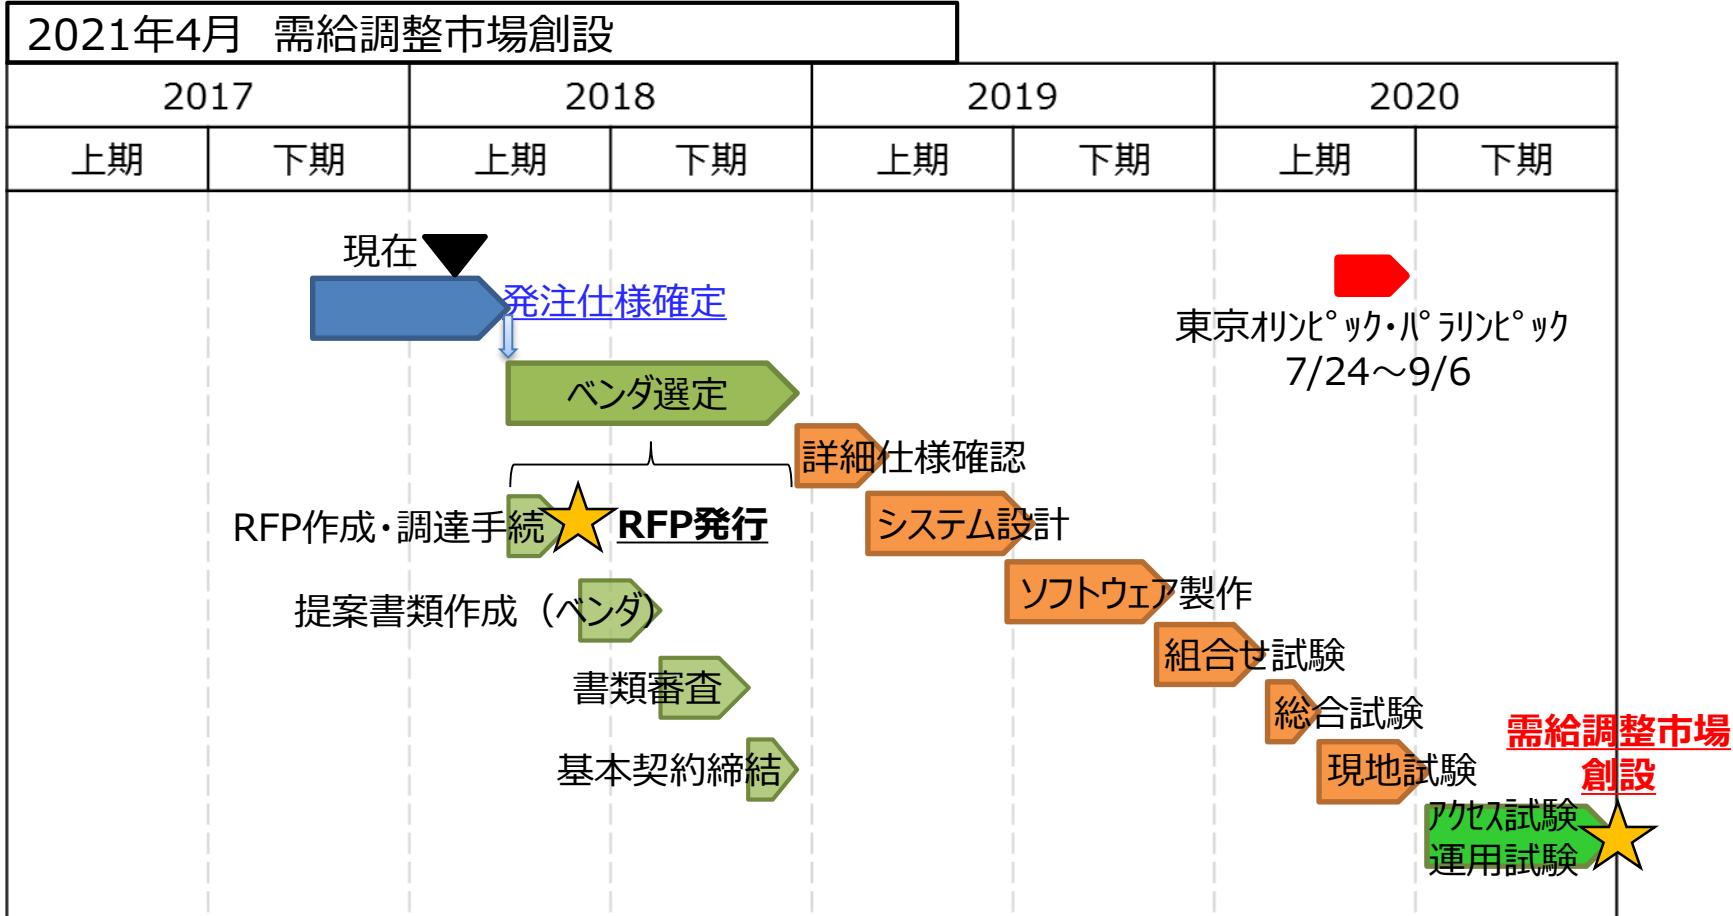 2021年4月 需給調整市場創設
2017 2018 2019 2020
上期 下期 上期 下期 上期 下期 上期 下期
現在
発注仕様確定
東京オリンピック・パラリンピック
7/24～9/6
ベンダ選定
詳細仕様確認
RFP作成・調達手続
RFP発行
システム設計
提案書類作成（ベンダ）
ソフトウェア製作
書類審査
組合せ試験
総合試験
基本契約締結
現地試験
需給調整市場
創設
アクセス試験
運用試験